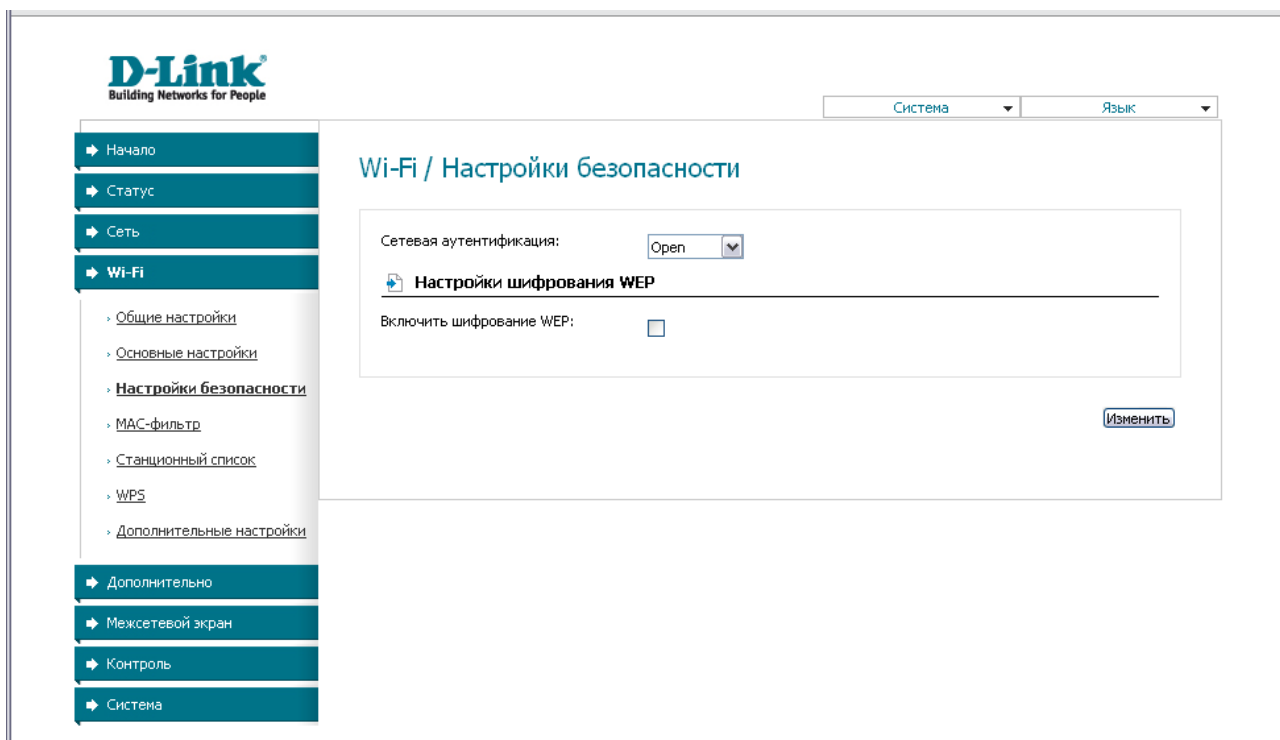 D-Link
Building Networks for People
Система
Язык
Начало
Статус
Сеть
Wi-Fi
Общие настройки
Основные настройки
Настройки безопасности
MAC-фильтр
Станционный список
WPS
Дополнительные настройки
Дополнительно
Межсетевой экран
Контроль
Система
Wi-Fi / Настройки безопасности
Сетевая аутентификация:
Open
Настройки шифрования WEP
Включить шифрование WEP:
Изменить